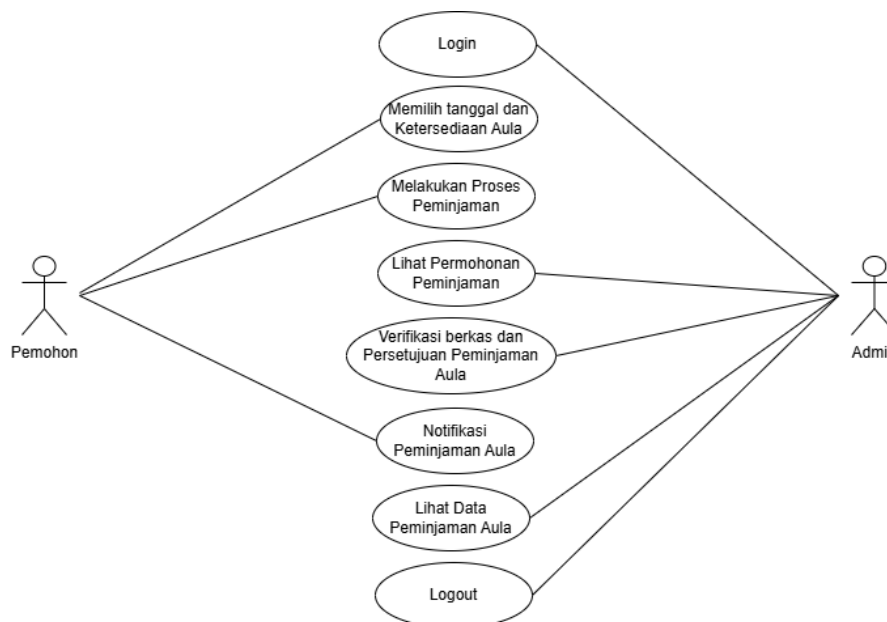 Login
Memilih tanggal dan
Ketersediaan Aula
Melakukan Proses
Peminjaman
Lihat Permohonan
Peminjaman
Verifikasi berkas dan
Persetujuan Peminjaman
Aula
Pemohon
Admi
Notifikasi
Peminjaman Aula
Lihat Data
Peminjaman Aula
Logout